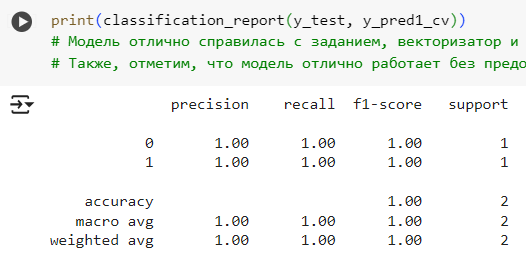 print(classification_report(y_test, y_pred1_cv))
# Модель отлично справилась с заданием, векторизатор и
# Также, отметим, что модель отлично работает без предо
precision recall f1-score support
0 1.00 1.00 1.00 1
1 1.00 1.00 1.00 1
accuracy 1.00 2
macro avg 1.00 1.00 1.00 2
weighted avg 1.00 1.00 1.00 2